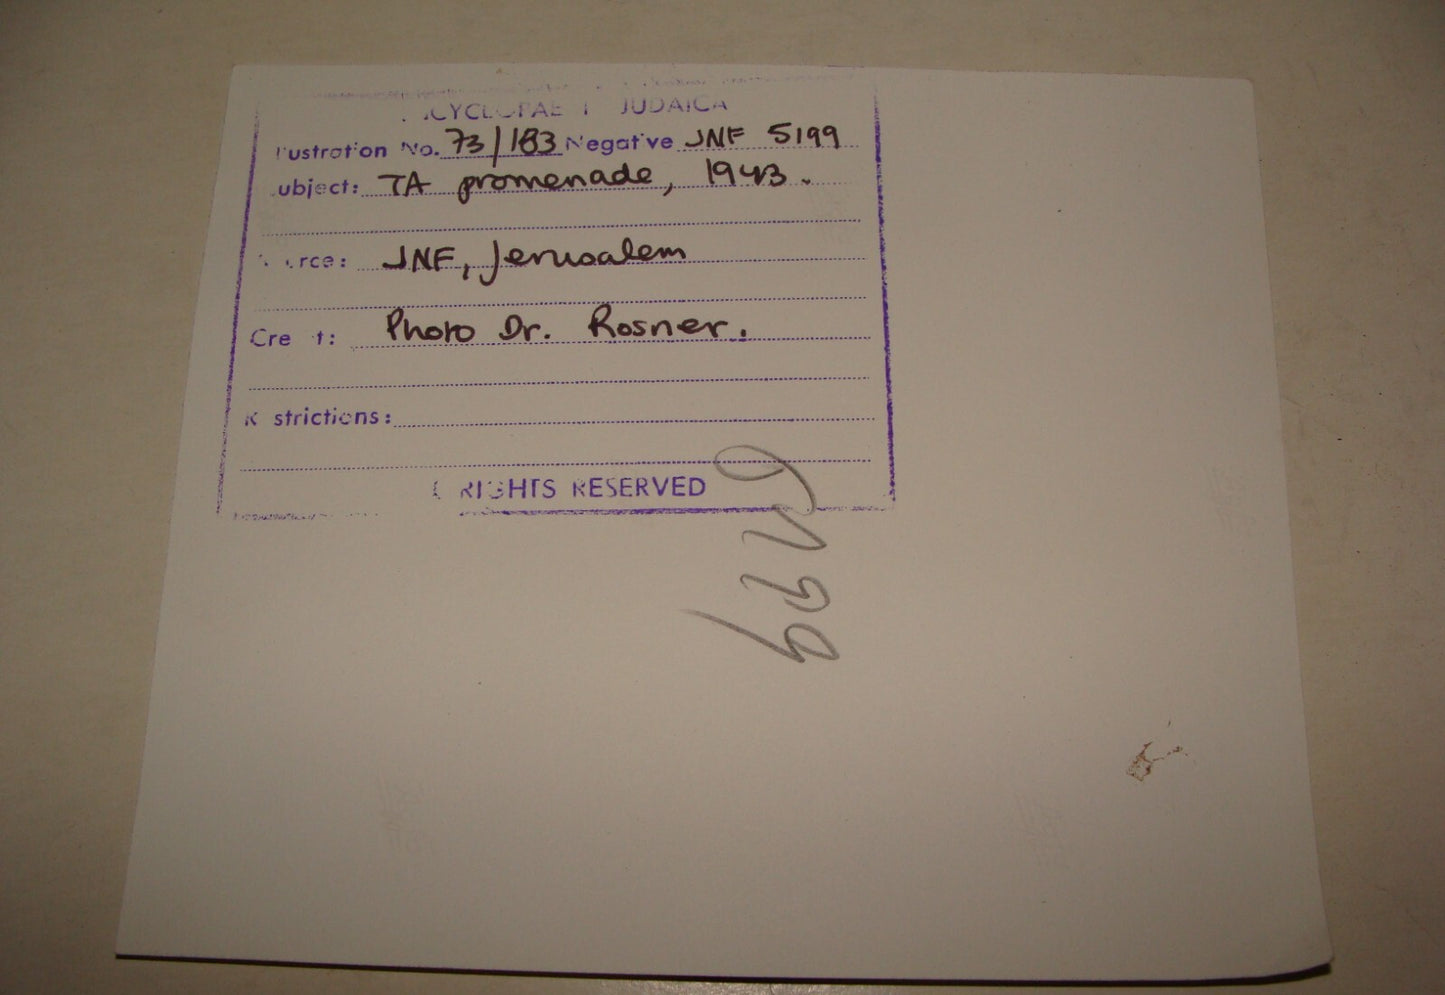 CYCLOPAE I JUDAICA
ustration No. 73/183 Negative JNF 5199
ubject: TA promenade, 1943.
rce: JNF, Jerusalem
Cre t: Photo Dr. Rosner.
strictions:
RIGHTS RESERVED